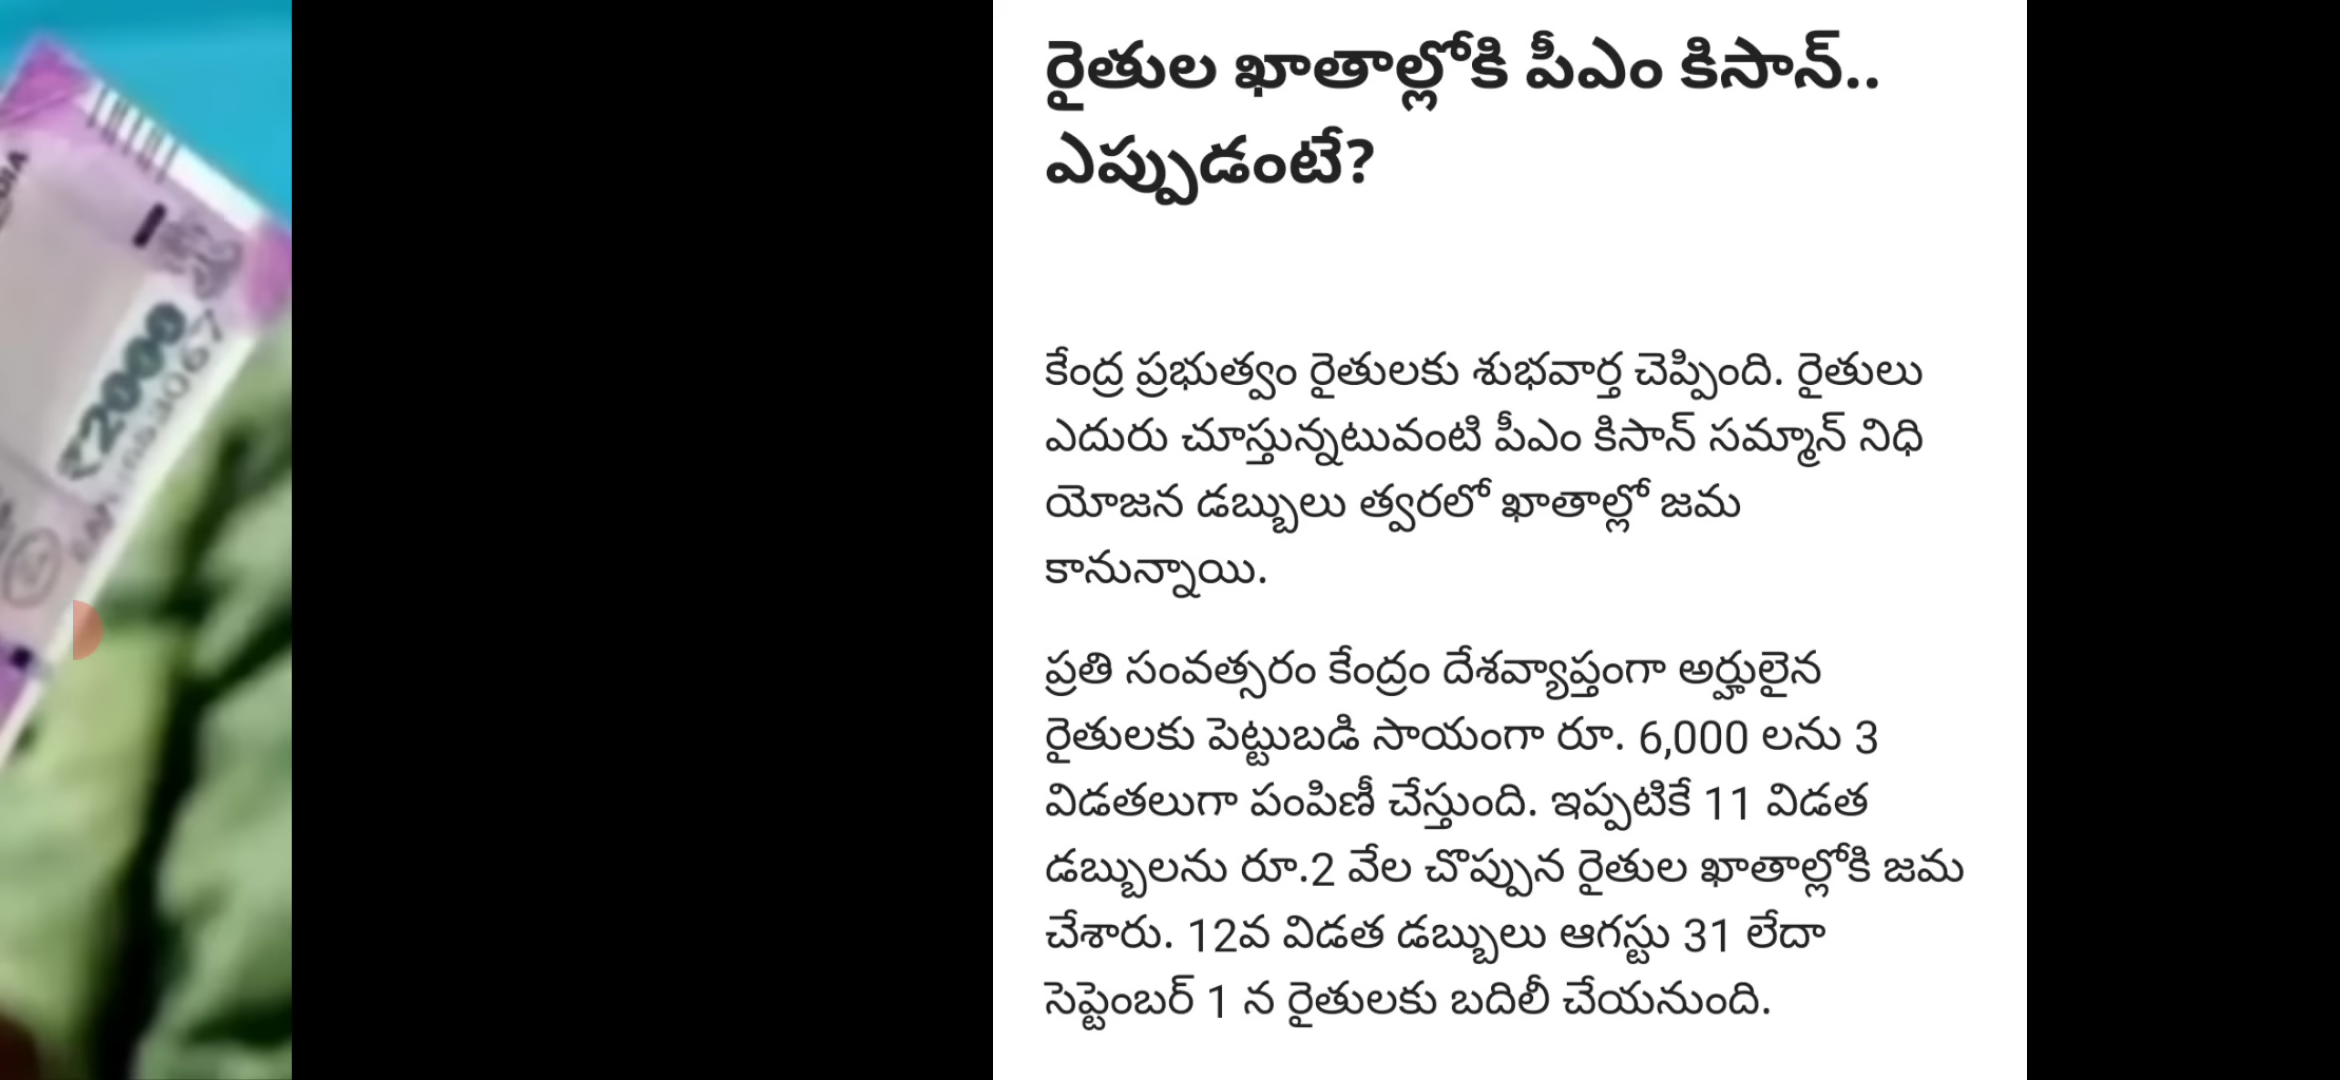 DIA
₹2000
రైతుల ఖాతాల్లోకి పీఎం కిసాన్..
ఎప్పుడంటే?
కేంద్ర ప్రభుత్వం రైతులకు శుభవార్త చెప్పింది. రైతులు
ఎదురు చూస్తున్నటువంటి పీఎం కిసాన్ సమ్మాన్ నిధి
యోజన డబ్బులు త్వరలో ఖాతాల్లో జమ
కానున్నాయి.
ప్రతి సంవత్సరం కేంద్రం దేశవ్యాప్తంగా అర్హులైన
రైతులకు పెట్టుబడి సాయంగా రూ. 6,000 లను 3
విడతలుగా పంపిణీ చేస్తుంది. ఇప్పటికే 11 విడత
డబ్బులను రూ.2 వేల చొప్పున రైతుల ఖాతాల్లోకి జమ
చేశారు. 12వ విడత డబ్బులు ఆగస్టు 31 లేదా
సెప్టెంబర్ 1 న రైతులకు బదిలీ చేయనుంది.